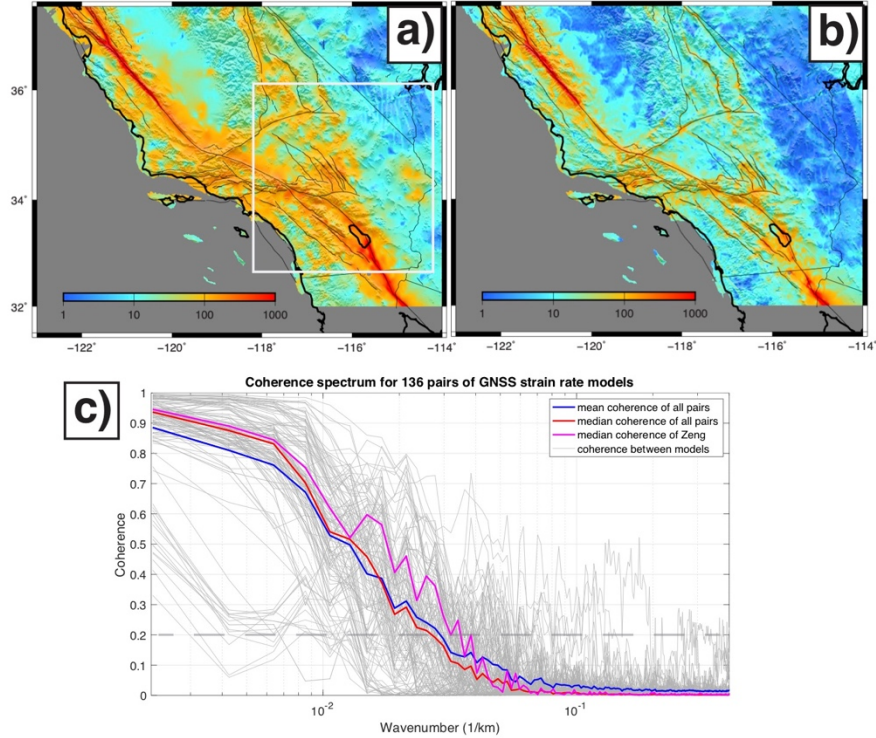 a)
b)
36°
34°
32°
1 10 100 1000
1 10 100 1000
−122° −120° −118° −116° −114°
−122° −120° −118° −116° −114°
c)
Coherence spectrum for 136 pairs of GNSS strain rate models
mean coherence of all pairs
median coherence of all pairs
median coherence of Zeng
coherence between models
1
0.9
0.8
0.7
0.6
0.5
0.4
0.3
0.2
0.1
0
Coherence
10-2 10-1
Wavenumber (1/km)